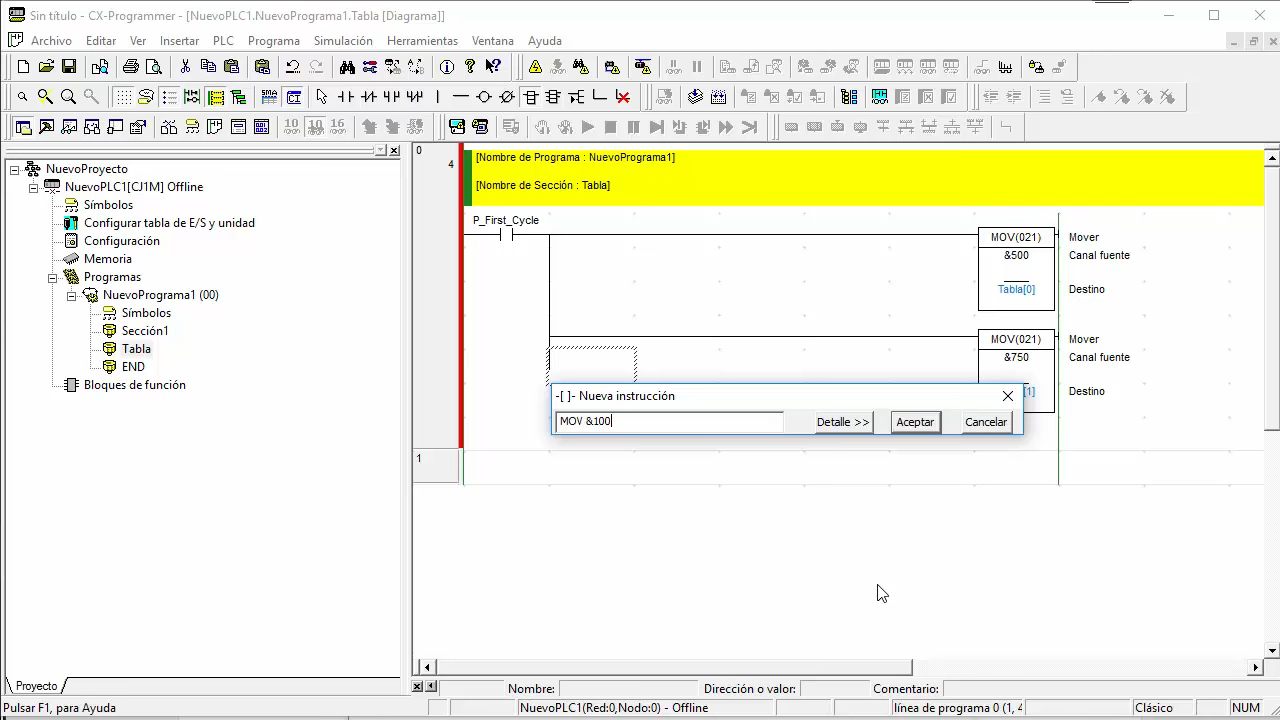 Sin título - CX-Programmer - [NuevoPLC1.NuevoPrograma1.Tabla [Diagrama]]
Archivo Editar Ver Insertar PLC Programa Simulación Herramientas Ventana Ayuda
10 10 16
NuevoProyecto
NuevoPLC1[CJ1M] Offline
Símbolos
Configurar tabla de E/S y unidad
Configuración
Memoria
Programas
NuevoPrograma1 (00)
Símbolos
Sección1
Tabla
END
Bloques de función
Proyecto
0
4
[Nombre de Programa : NuevoPrograma1]
[Nombre de Sección : Tabla]
P_First_Cycle
MOV(021) Mover
&500 Canal fuente
Tabla[0] Destino
MOV(021) Mover
&750 Canal fuente
[1] Destino
-[ ]- Nueva instrucción
MOV &100 Detalle >> Aceptar Cancelar
1
Nombre: Dirección o valor: Comentario:
Pulsar F1, para Ayuda NuevoPLC1(Red:0,Nodo:0) - Offline línea de programa 0 (1, 4 Clásico NUM